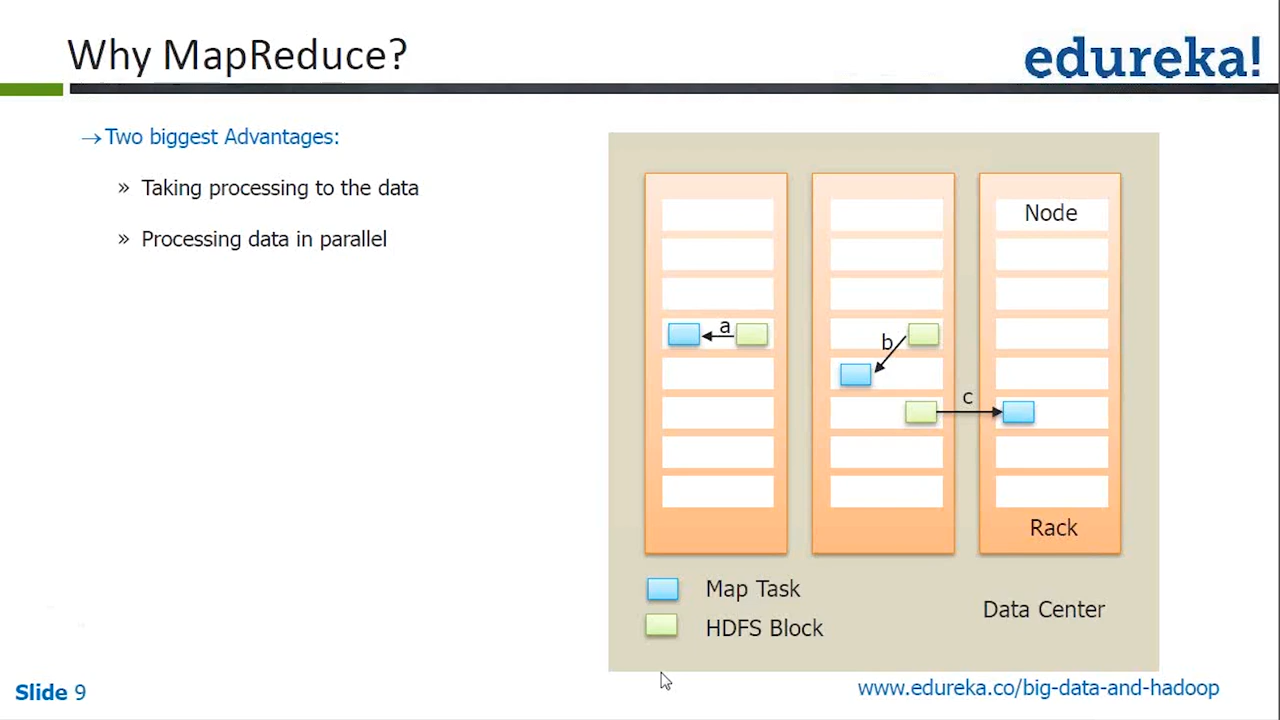 Why MapReduce?
edureka!
→Two biggest Advantages:
» Taking processing to the data
» Processing data in parallel
Node
a
b
c
Rack
Map Task
HDFS Block
Data Center
Slide 9
www.edureka.co/big-data-and-hadoop